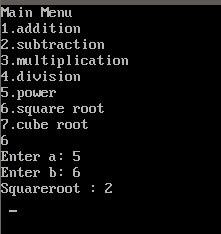 Main Menu
1.addition
2.subtraction
3.multiplication
4.division
5.power
6.square root
7.cube root
6
Enter a: 5
Enter b: 6
Squareroot : 2